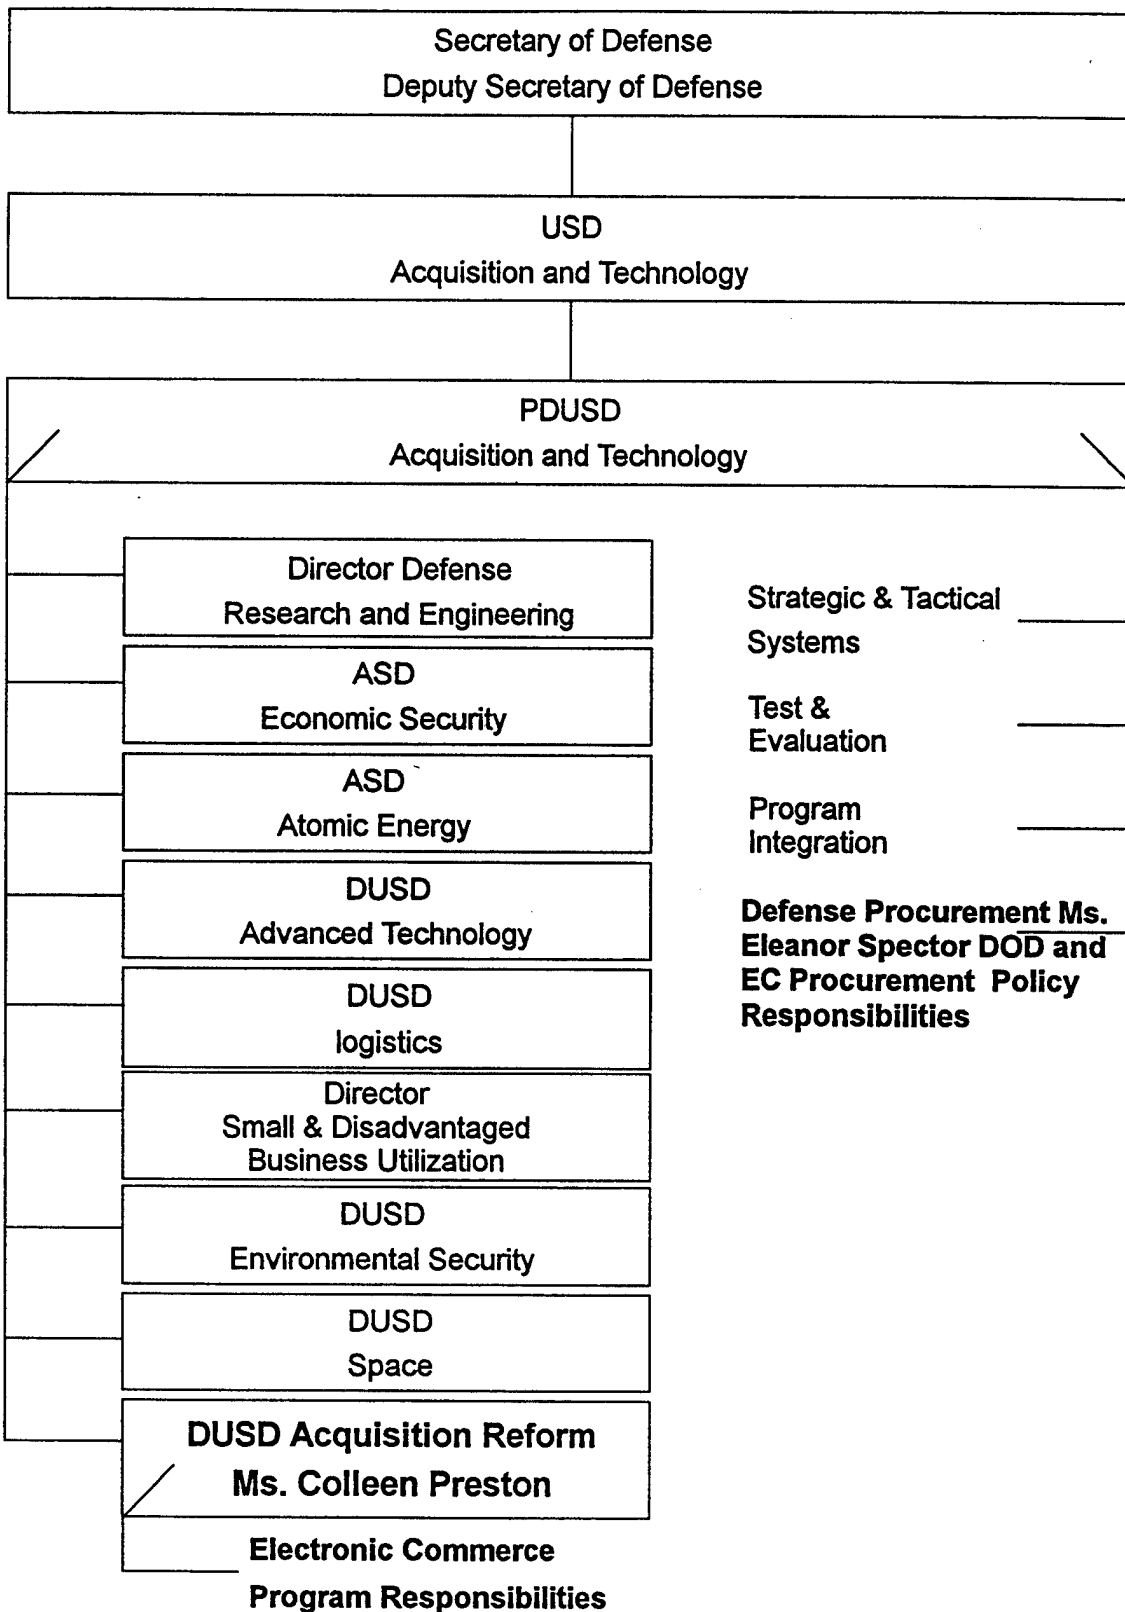 Secretary of Defense
Deputy Secretary of Defense
USD
Acquisition and Technology
PDUSD
Acquisition and Technology
Director Defense
Research and Engineering
ASD
Economic Security
ASD
Atomic Energy
DUSD
Advanced Technology
DUSD
logistics
Director
Small & Disadvantaged
Business Utilization
DUSD
Environmental Security
DUSD
Space
DUSD Acquisition Reform
Ms. Colleen Preston
Electronic Commerce
Program Responsibilities
Strategic & Tactical
Systems
Test &
Evaluation
Program
Integration
Defense Procurement Ms.
Eleanor Spector DOD and
EC Procurement Policy
Responsibilities